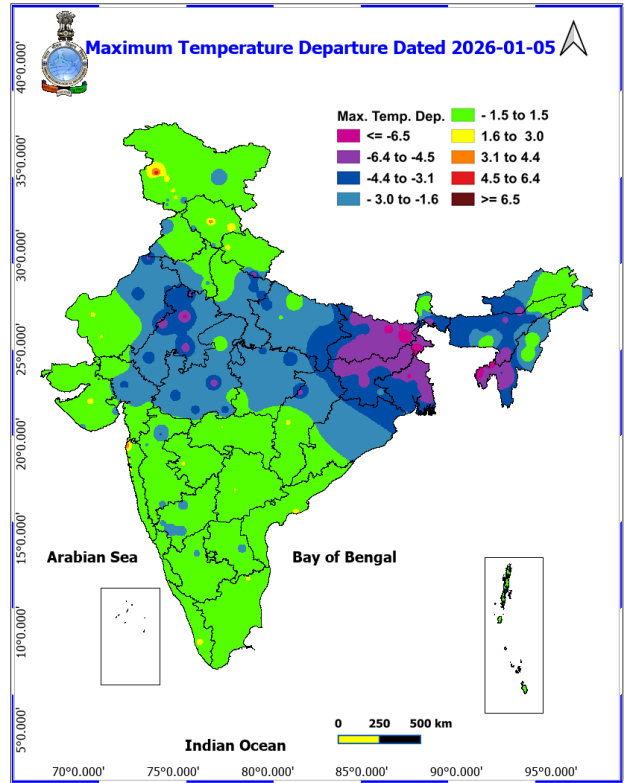 Maximum Temperature Departure Dated 2026-01-05
Max. Temp. Dep.
<= -6.5
-6.4 to -4.5
-4.4 to -3.1
- 3.0 to -1.6
- 1.5 to 1.5
1.6 to 3.0
3.1 to 4.4
4.5 to 6.4
>= 6.5
40°0.000'
35°0.000'
30°0.000'
25°0.000'
20°0.000'
15°0.000'
10°0.000'
5°0.000'
Arabian Sea
Bay of Bengal
Indian Ocean
0 250 500 km
70°0.000' 75°0.000' 80°0.000' 85°0.000' 90°0.000' 95°0.000'